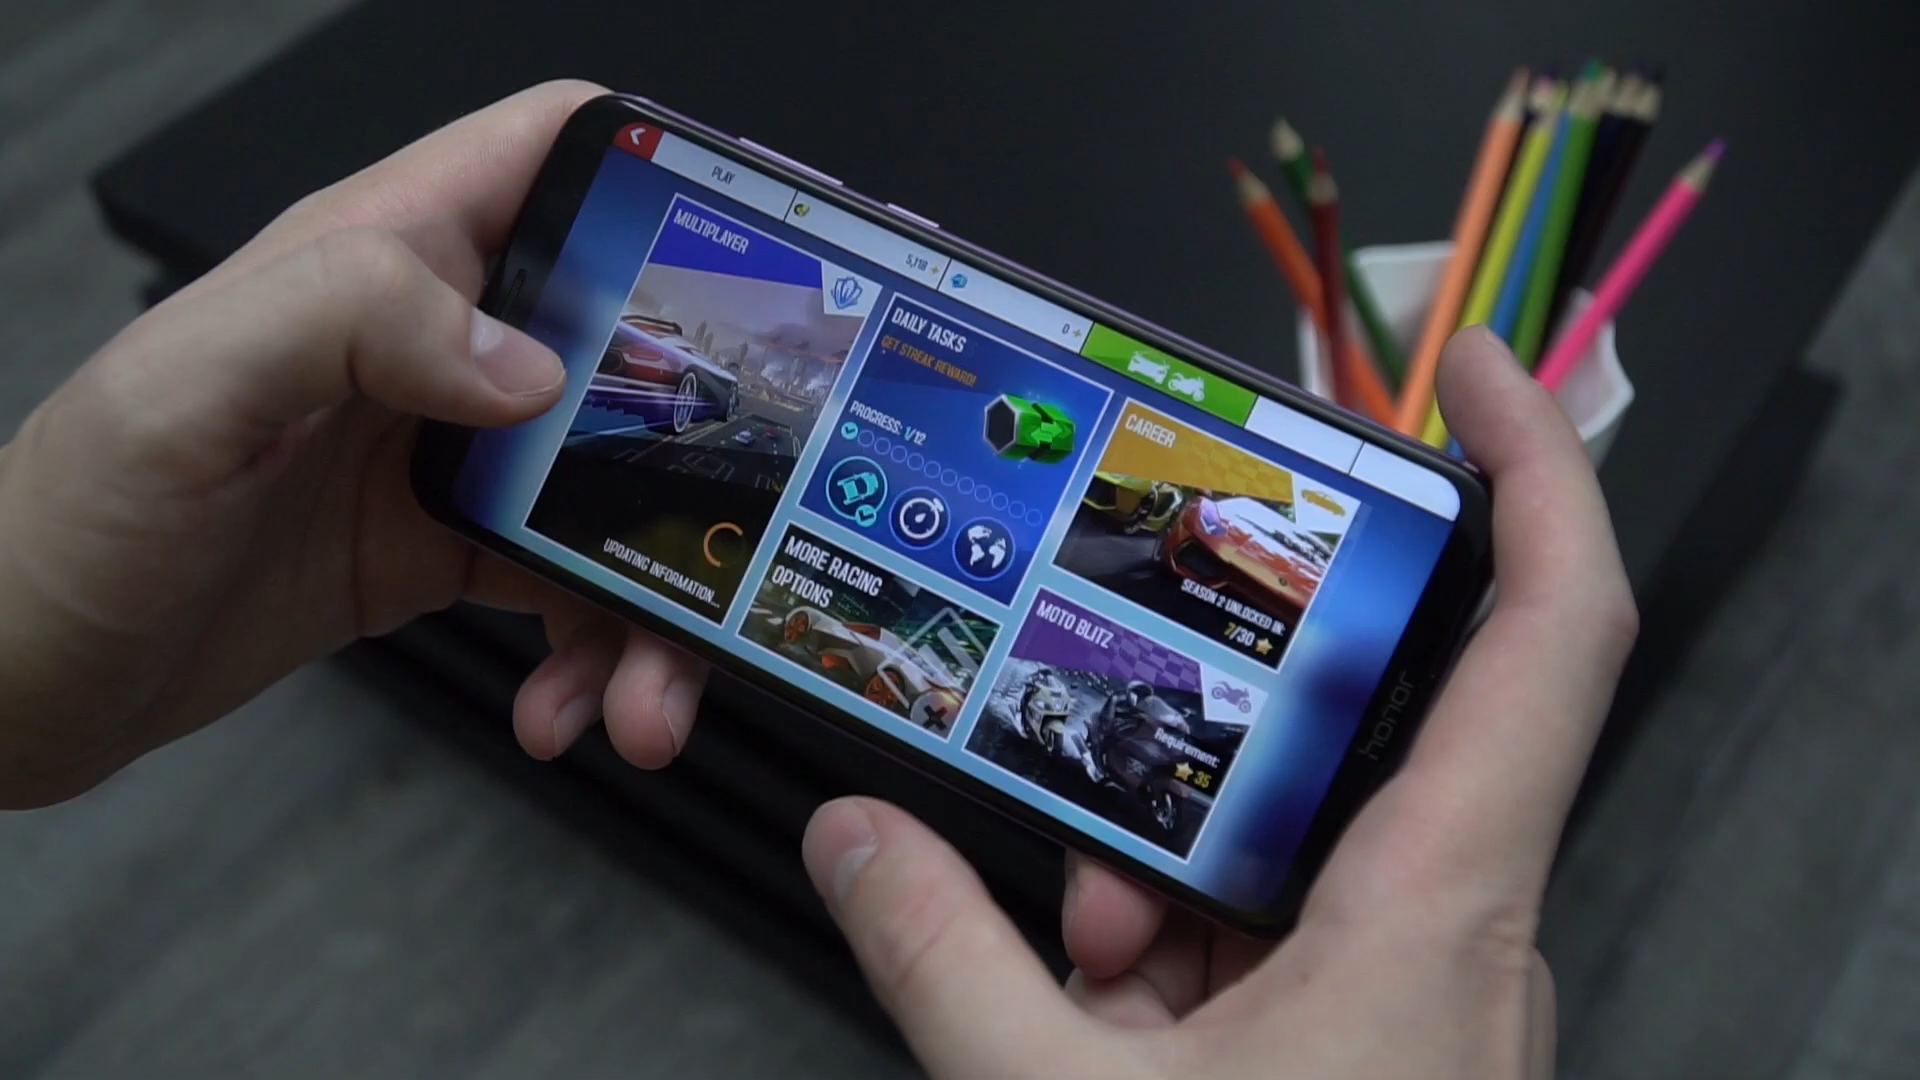 PLAY
5,118
0
MULTIPLAYER
UPDATING INFORMATION...
DAILY TASKS
GET STREAK REWARD!
PROGRESS: 1/12
MORE RACING
OPTIONS
CAREER
SEASON 2 UNLOCKED IN:
7/30
MOTO BLITZ
Requirement:
35
honor